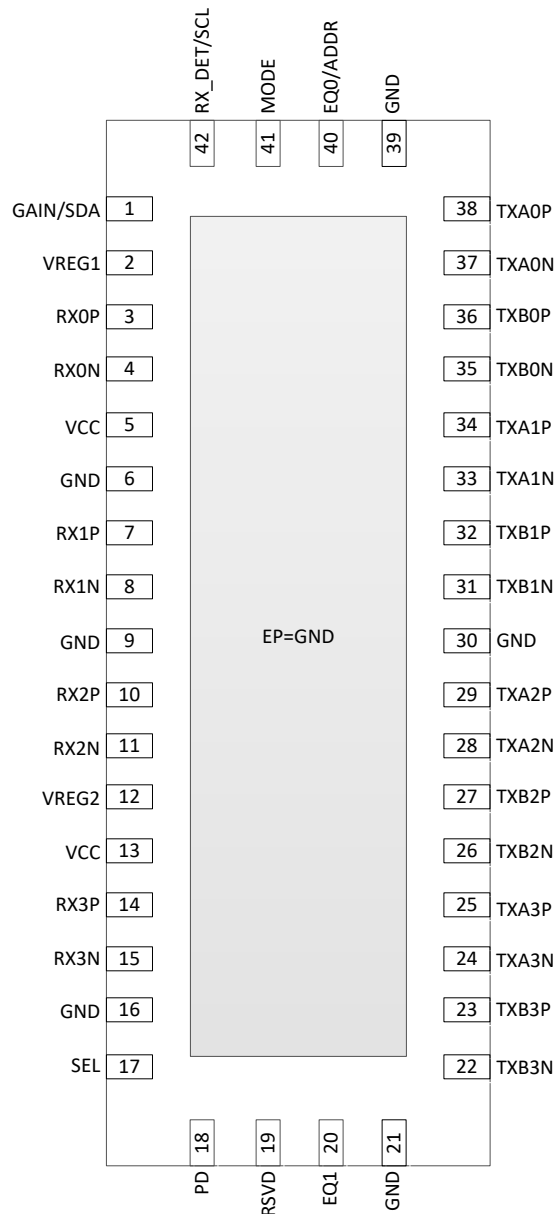 RX_DET/SCL
MODE
EQ0/ADDR
GND
42
41
40
39
GAIN/SDA 1
38 TXA0P
VREG1 2
37 TXA0N
RX0P 3
36 TXB0P
RX0N 4
35 TXB0N
VCC 5
34 TXA1P
GND 6
33 TXA1N
RX1P 7
32 TXB1P
RX1N 8
31 TXB1N
GND 9
EP=GND
30 GND
RX2P 10
29 TXA2P
RX2N 11
28 TXA2N
VREG2 12
27 TXB2P
VCC 13
26 TXB2N
RX3P 14
25 TXA3P
RX3N 15
24 TXA3N
GND 16
23 TXB3P
SEL 17
22 TXB3N
18
19
20
21
PD
RSVD
EQ1
GND